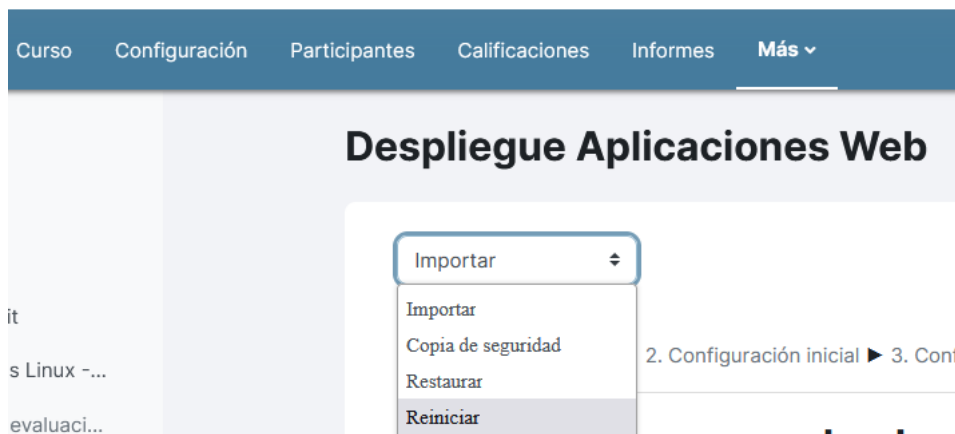 Curso Configuración Participantes Calificaciones Informes Más
Despliegue Aplicaciones Web
Importar
Importar
Copia de seguridad
Restaurar
Reiniciar
2. Configuración inicial ► 3. Conf
it
s Linux -...
evaluaci...